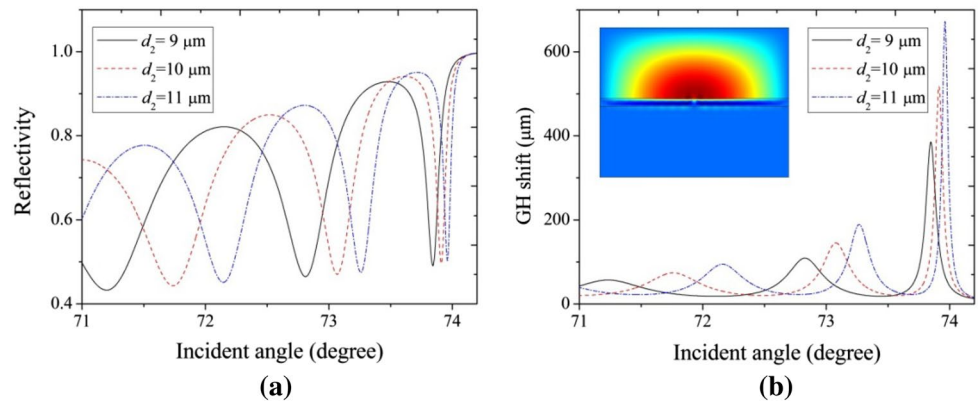 1.0
0.8
0.6
0.4
Reflectivity
d₂= 9 μm
d₂=10 μm
d₂=11 μm
71 72 73 74
Incident angle (degree)
(a)
600
400
200
0
GH shift (μm)
d₂= 9 μm
d₂=10 μm
d₂=11 μm
71 72 73 74
Incident angle (degree)
(b)